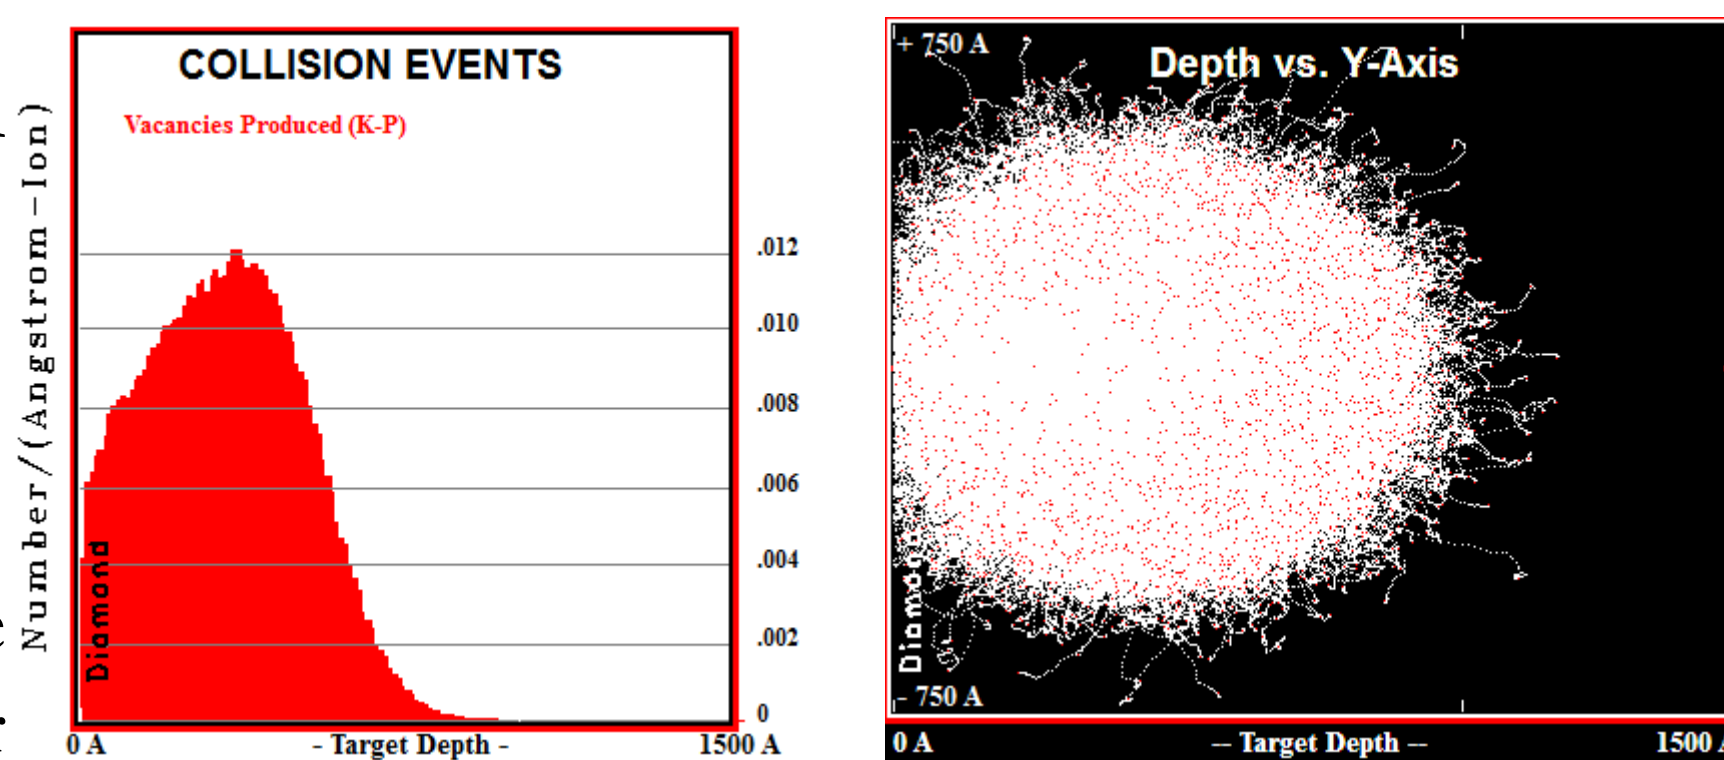 COLLISION EVENTS
Vacancies Produced (K-P)
Number/(Angstrom-Ion)
.012
.010
.008
.006
.004
.002
0
Diamond
0 A
- Target Depth -
1500 A
+ 750 A
Depth vs. Y-Axis
Diamond
- 750 A
0 A
-- Target Depth --
1500 A